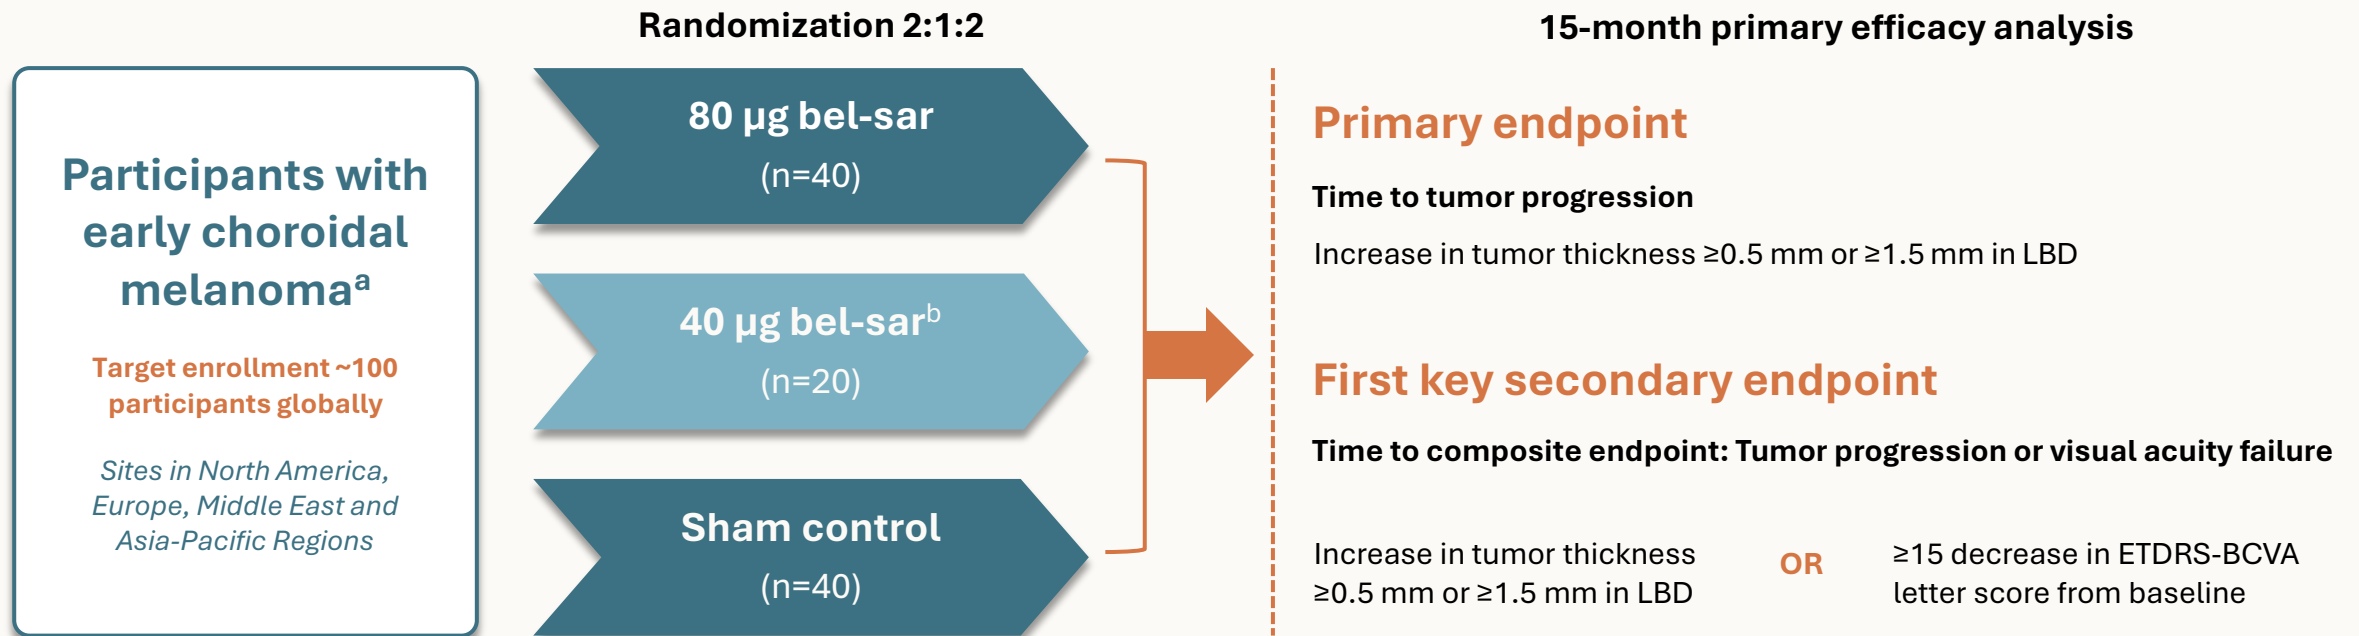 Randomization 2:1:2
15-month primary efficacy analysis
Participants with
early choroidal
melanomaᵃ
Target enrollment ~100
participants globally
Sites in North America,
Europe, Middle East and
Asia-Pacific Regions
80 µg bel-sar
(n=40)
40 µg bel-sarᵇ
(n=20)
Sham control
(n=40)
Primary endpoint
Time to tumor progression
Increase in tumor thickness ≥0.5 mm or ≥1.5 mm in LBD
First key secondary endpoint
Time to composite endpoint: Tumor progression or visual acuity failure
Increase in tumor thickness
≥0.5 mm or ≥1.5 mm in LBD
OR
≥15 decrease in ETDRS-BCVA
letter score from baseline